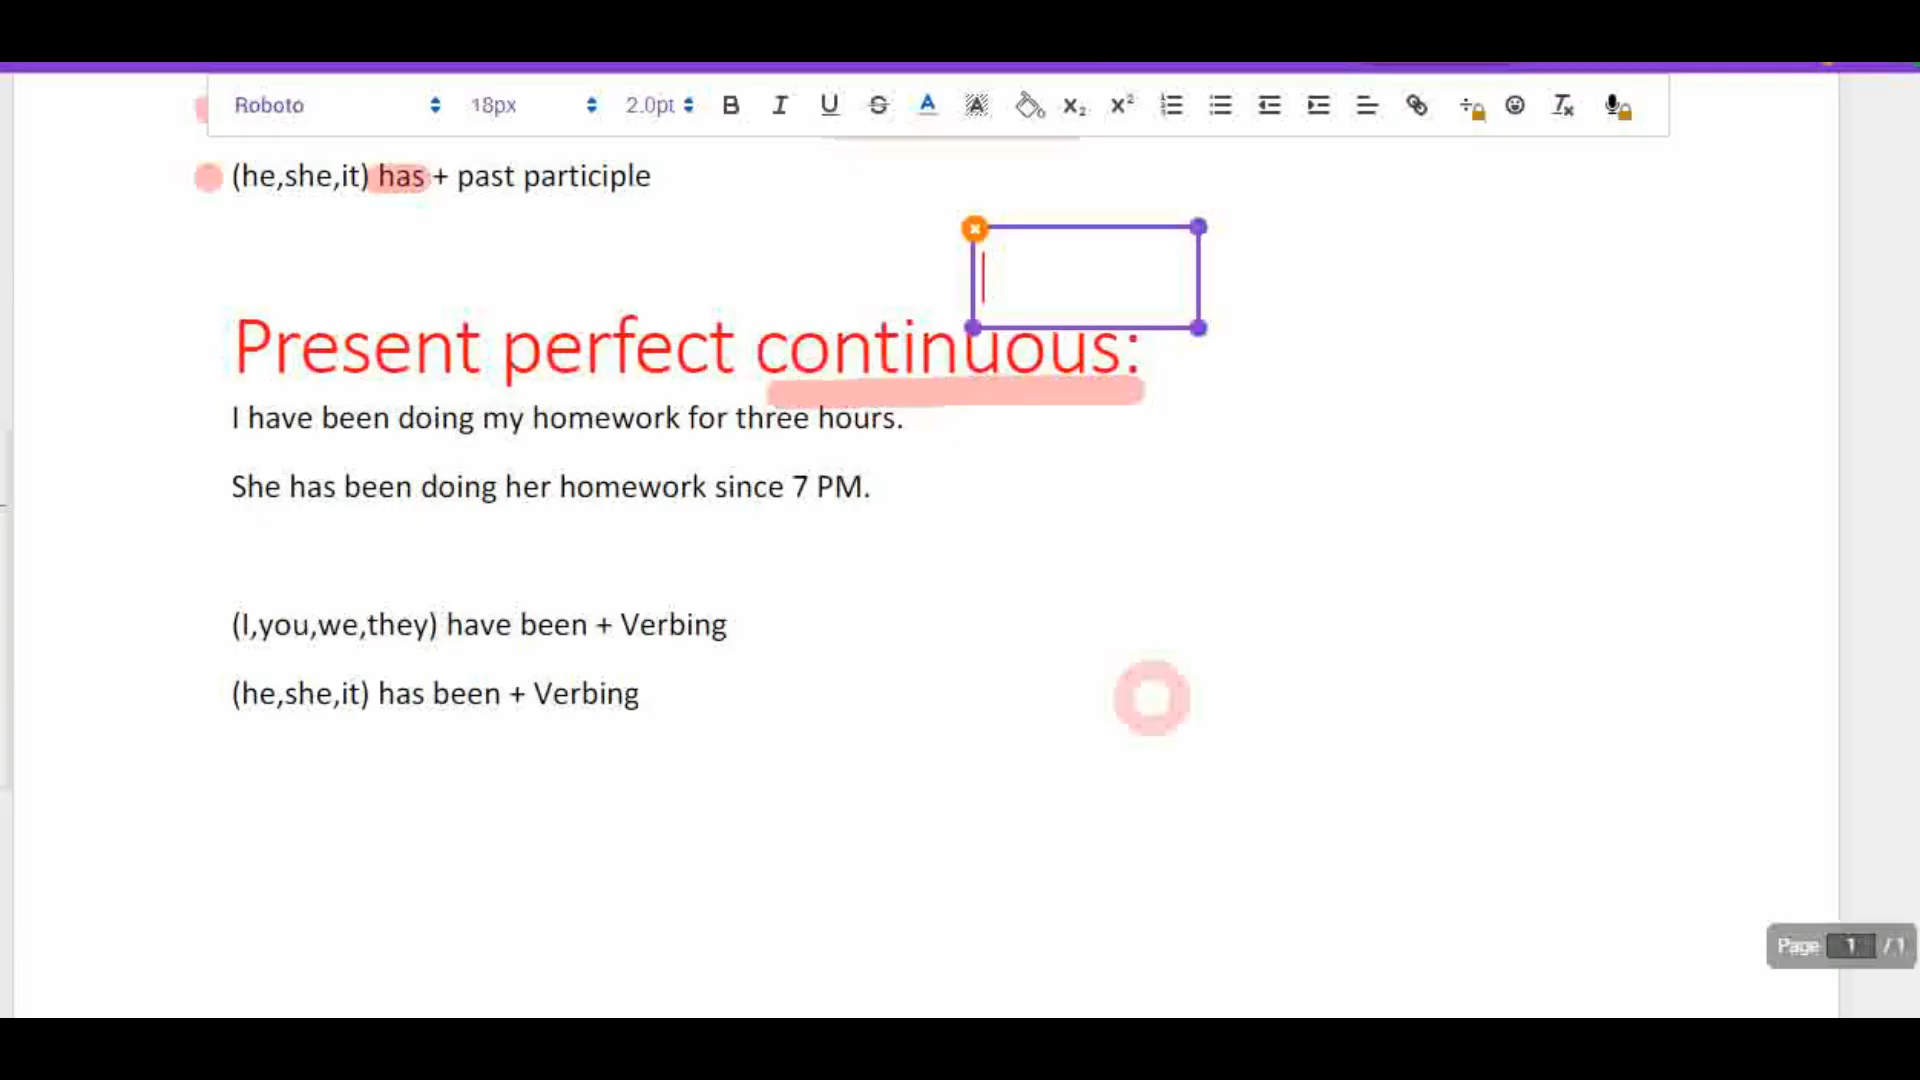 Roboto 18px 2.0pt
(he,she,it) has + past participle
Present perfect continuous:
I have been doing my homework for three hours.
She has been doing her homework since 7 PM.
(I,you,we,they) have been + Verbing
(he,she,it) has been + Verbing
Page 1 / 1